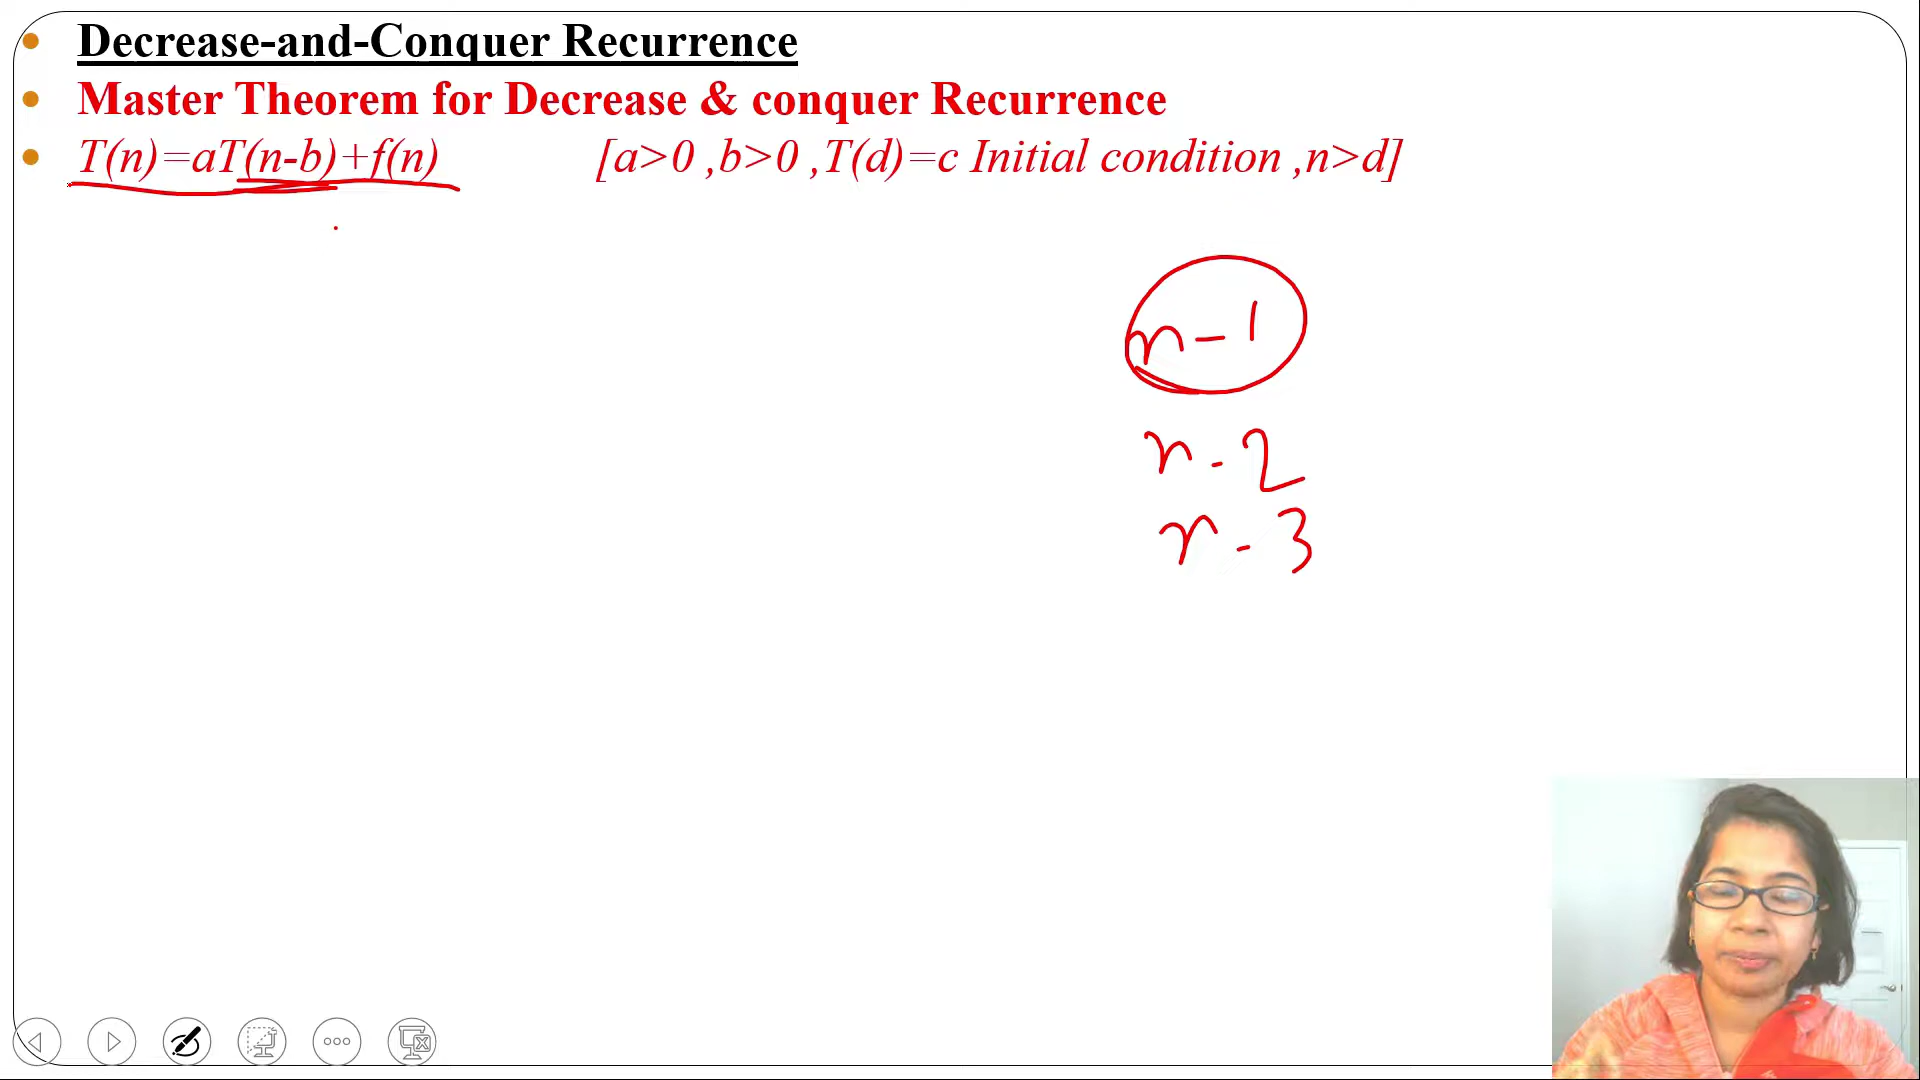 Decrease-and-Conquer Recurrence
Master Theorem for Decrease & conquer Recurrence
T(n)=aT(n-b)+f(n) [a>0 ,b>0 ,T(d)=c Initial condition ,n>d]
n-1
n-2
n-3